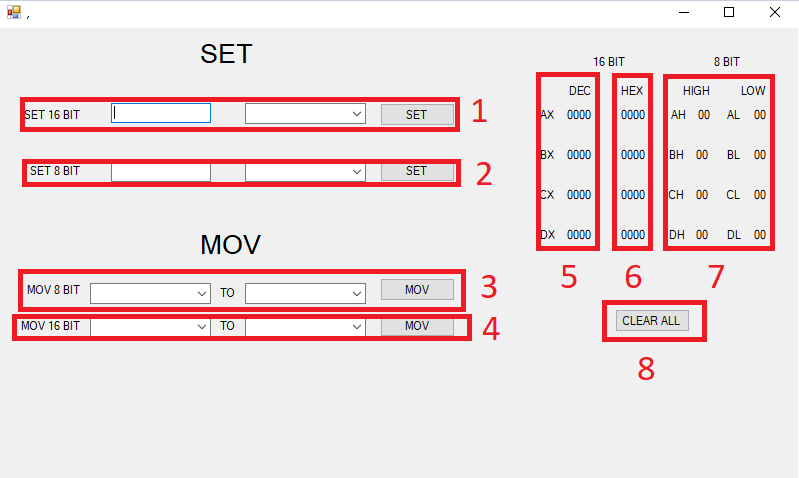 ,
SET
16 BIT 8 BIT
DEC HEX HIGH LOW
SET 16 BIT SET 1
AX 0000 0000 AH 00 AL 00
BX 0000 0000 BH 00 BL 00
SET 8 BIT SET 2
CX 0000 0000 CH 00 CL 00
DX 0000 0000 DH 00 DL 00
MOV
5 6 7
MOV 8 BIT TO MOV 3
MOV 16 BIT TO MOV 4
CLEAR ALL
8